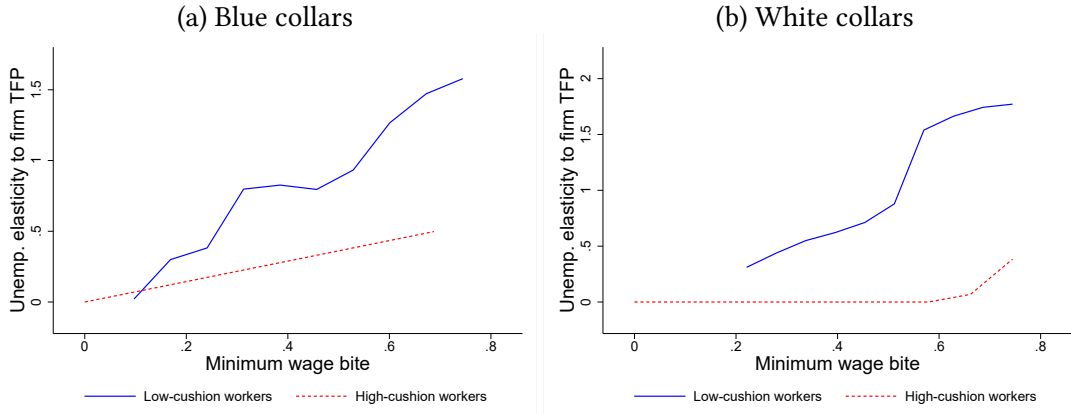 (a) Blue collars
Unemp. elasticity to firm TFP
1.5
1
.5
0
0 .2 .4 .6 .8
Minimum wage bite
Low-cushion workers High-cushion workers
(b) White collars
Unemp. elasticity to firm TFP
2
1.5
1
.5
0
0 .2 .4 .6 .8
Minimum wage bite
Low-cushion workers High-cushion workers